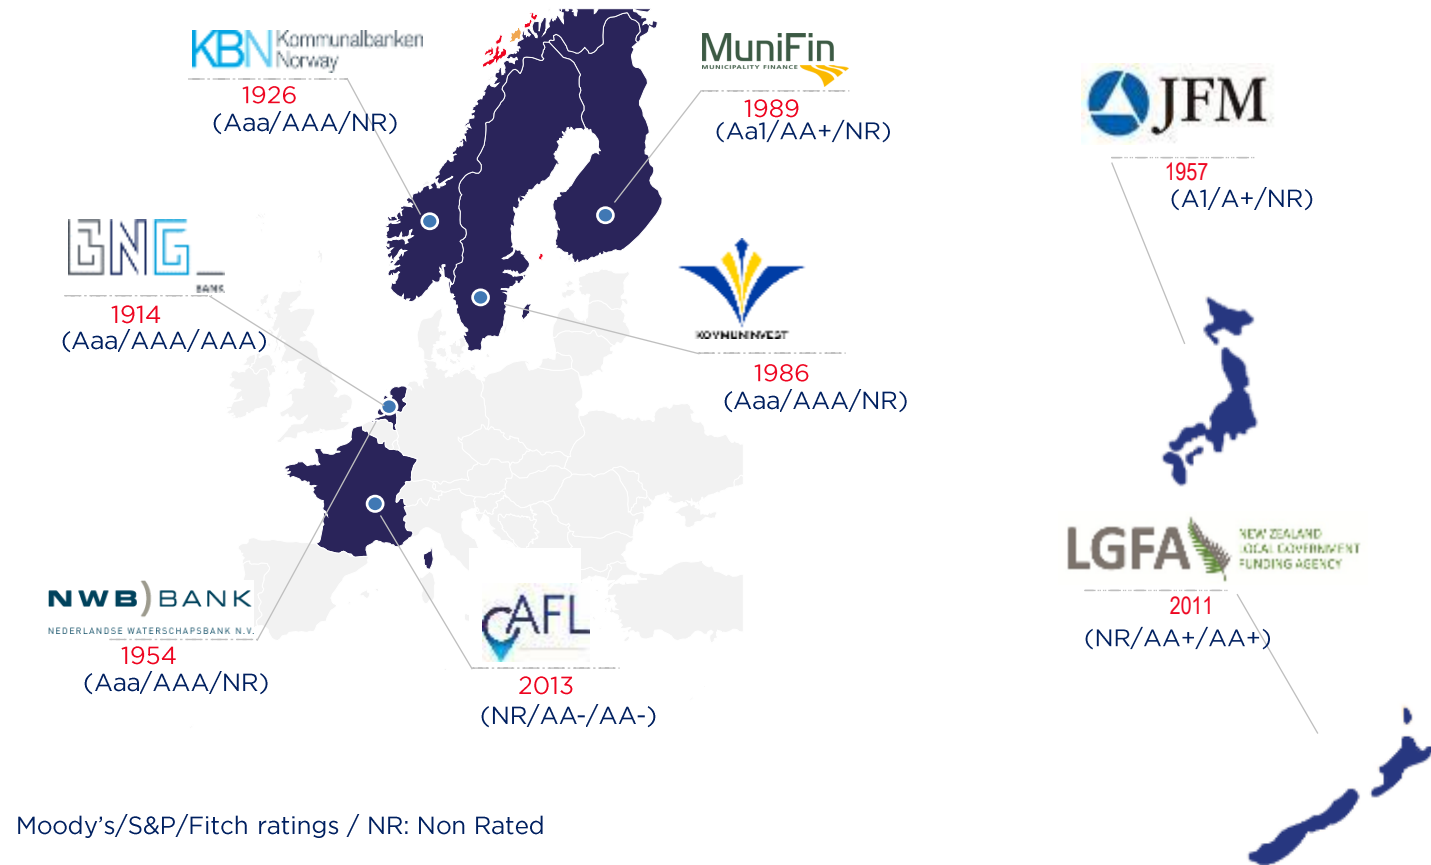 KBN Kommunalbanken
Norway
1926
(Aaa/AAA/NR)
MuniFin
MUNICIPALITY FINANCE
1989
(Aa1/AA+/NR)
JFM
1957
(A1/A+/NR)
BNG
BANK
1914
(Aaa/AAA/AAA)
KOMMUNINVEST
1986
(Aaa/AAA/NR)
LGFA
NEW ZEALAND
LOCAL GOVERNMENT
FUNDING AGENCY
2011
(NR/AA+/AA+)
NWB)BANK
NEDERLANDSE WATERSCHAPSBANK N.V.
1954
(Aaa/AAA/NR)
AFL
2013
(NR/AA-/AA-)
Moody's/S&P/Fitch ratings / NR: Non Rated